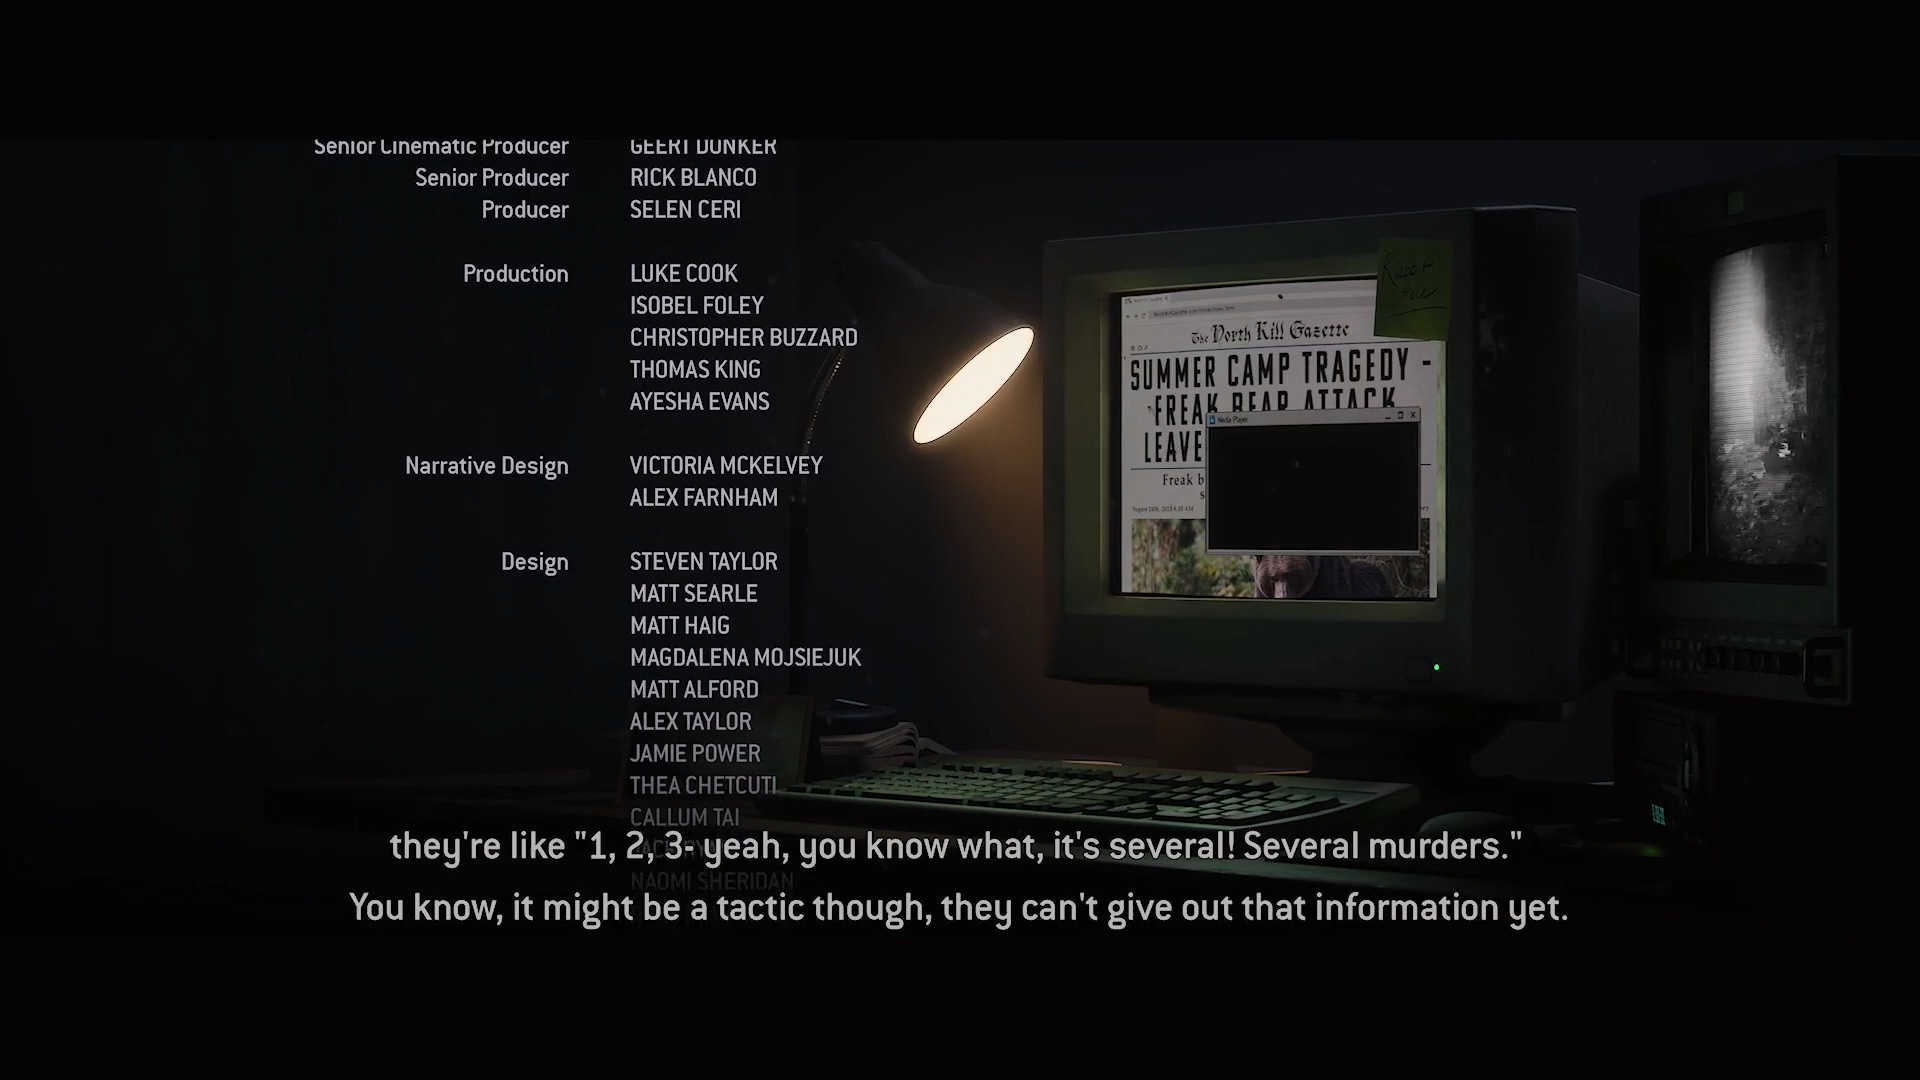 Senior Cinematic Producer GEERT DUNKER
Senior Producer RICK BLANCO
Producer SELEN CERI
Production LUKE COOK
ISOBEL FOLEY
CHRISTOPHER BUZZARD
THOMAS KING
AYESHA EVANS
Narrative Design VICTORIA MCKELVEY
ALEX FARNHAM
Design STEVEN TAYLOR
MATT SEARLE
MATT HAIG
MAGDALENA MOJSIEJUK
MATT ALFORD
ALEX TAYLOR
JAMIE POWER
THEA CHETCUTI
CALLUM TAI
NAOMI SHERIDAN
The North Kill Gazette
SUMMER CAMP TRAGEDY -
FREAK BEAR ATTACK
LEAVE
Media Player
Freak b
s
they're like "1, 2, 3- yeah, you know what, it's several! Several murders."
You know, it might be a tactic though, they can't give out that information yet.